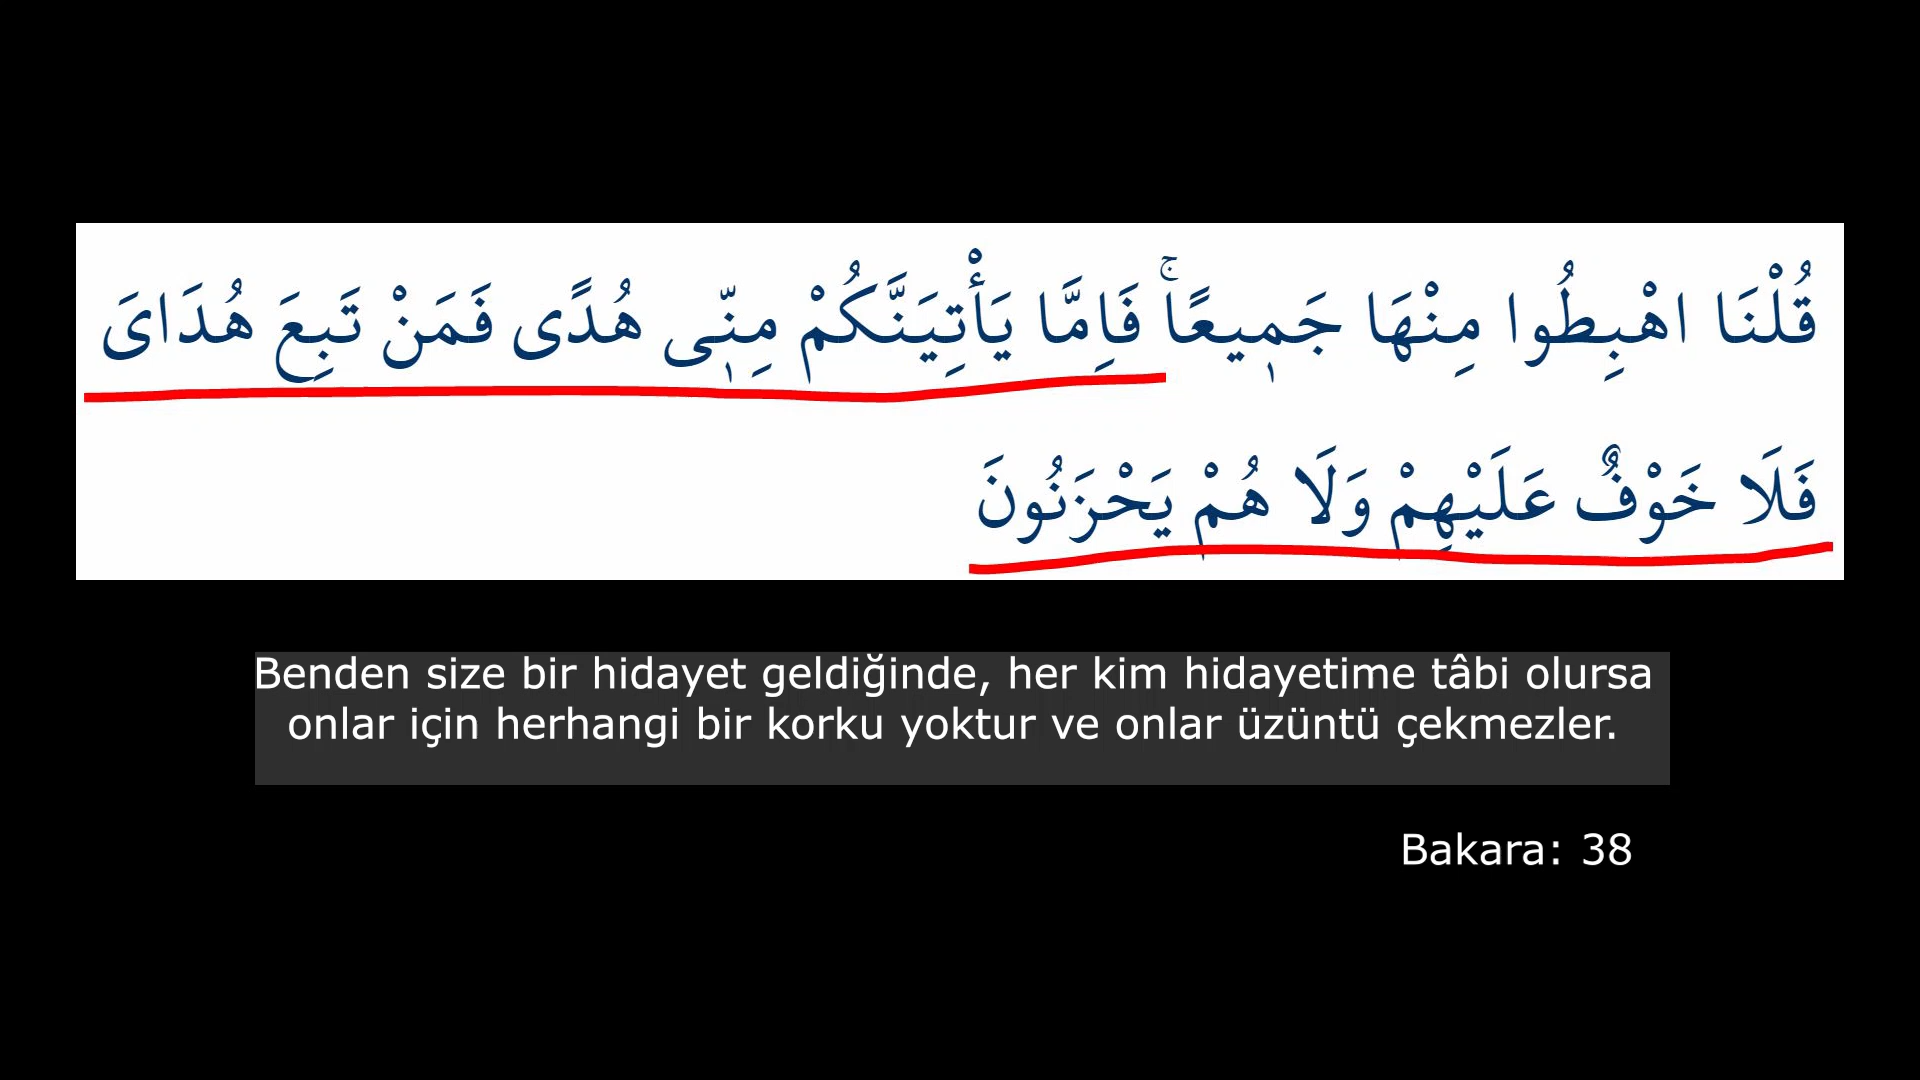 قُلْنَا اهْبِطُوا مِنْهَا جَمٖيعًاۚ فَاِمَّا يَأْتِيَنَّكُمْ مِنّٖى هُدًى فَمَنْ تَبِعَ هُدَاىَ
فَلَا خَوْفٌ عَلَيْهِمْ وَلَا هُمْ يَحْزَنُونَ
Benden size bir hidayet geldiğinde, her kim hidayetime tâbi olursa
onlar için herhangi bir korku yoktur ve onlar üzüntü çekmezler.
Bakara: 38